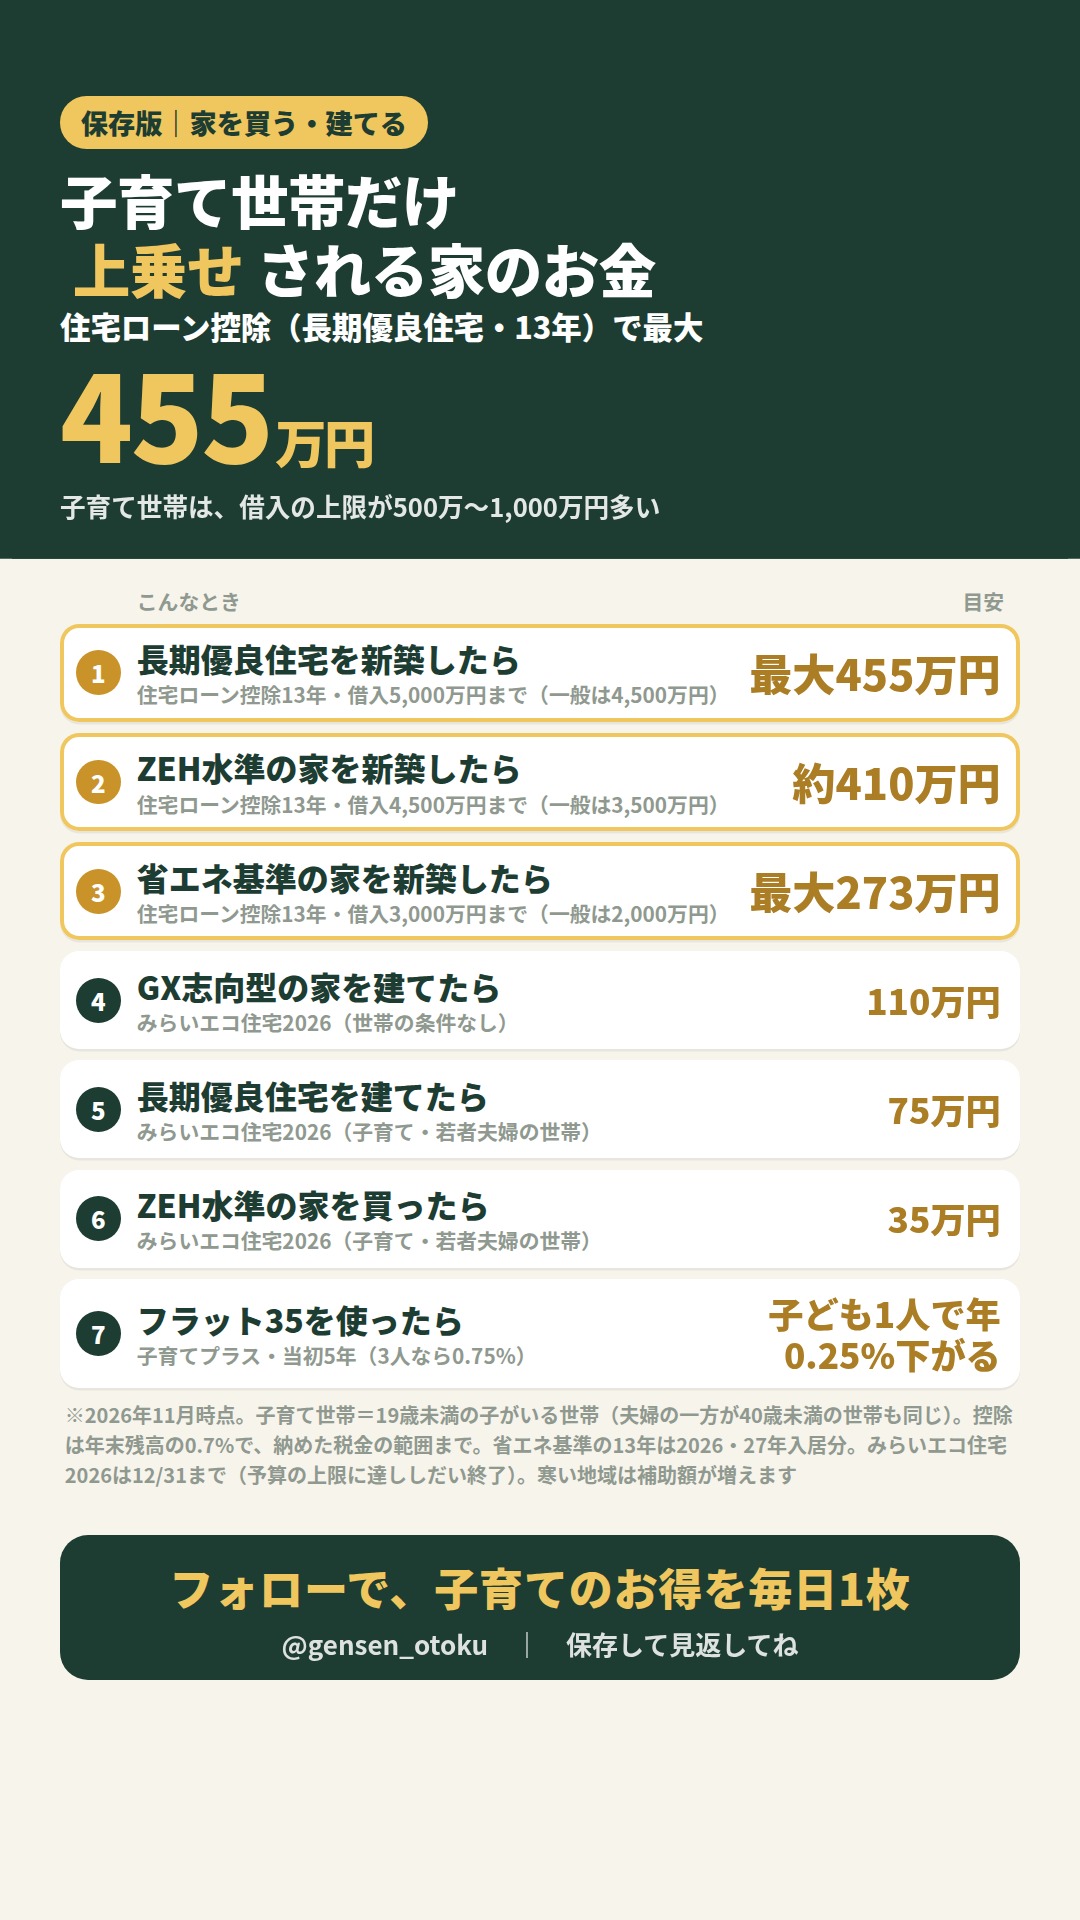 保存版｜家を買う・建てる
子育て世帯だけ
上乗せ される家のお金
住宅ローン控除（長期優良住宅・13年）で最大
455万円
子育て世帯は、借入の上限が500万〜1,000万円多い
こんなとき 目安
1 長期優良住宅を新築したら 最大455万円
住宅ローン控除13年・借入5,000万円まで（一般は4,500万円）
2 ZEH水準の家を新築したら 約410万円
住宅ローン控除13年・借入4,500万円まで（一般は3,500万円）
3 省エネ基準の家を新築したら 最大273万円
住宅ローン控除13年・借入3,000万円まで（一般は2,000万円）
4 GX志向型の家を建てたら 110万円
みらいエコ住宅2026（世帯の条件なし）
5 長期優良住宅を建てたら 75万円
みらいエコ住宅2026（子育て・若者夫婦の世帯）
6 ZEH水準の家を買ったら 35万円
みらいエコ住宅2026（子育て・若者夫婦の世帯）
7 フラット35を使ったら 子ども1人で年
子育てプラス・当初5年（3人なら0.75%） 0.25%下がる
※2026年11月時点。子育て世帯＝19歳未満の子がいる世帯（夫婦の一方が40歳未満の世帯も同じ）。控除
は年末残高の0.7%で、納めた税金の範囲まで。省エネ基準の13年は2026・27年入居分。みらいエコ住宅
2026は12/31まで（予算の上限に達ししだい終了）。寒い地域は補助額が増えます
フォローで、子育てのお得を毎日1枚
@gensen_otoku ｜ 保存して見返してね